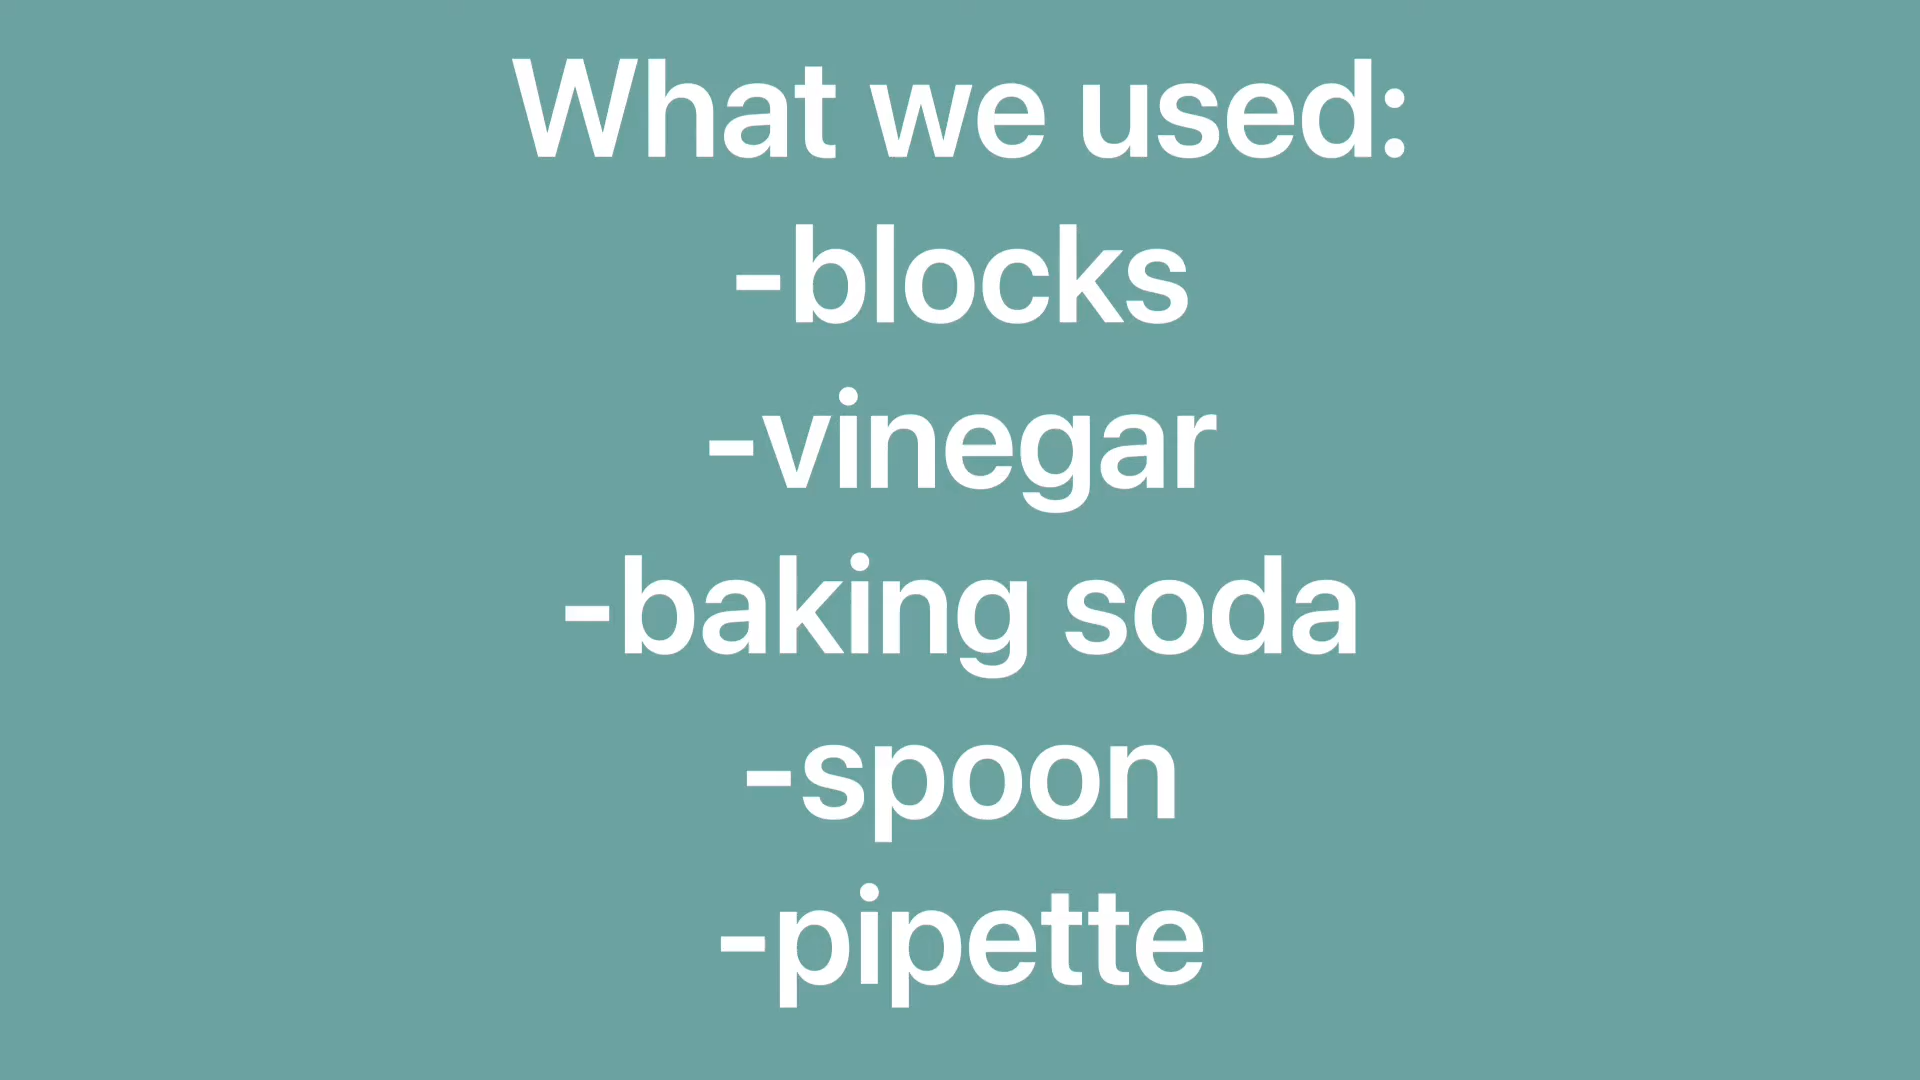 What we used:
-blocks
-vinegar
-baking soda
-spoon
-pipette